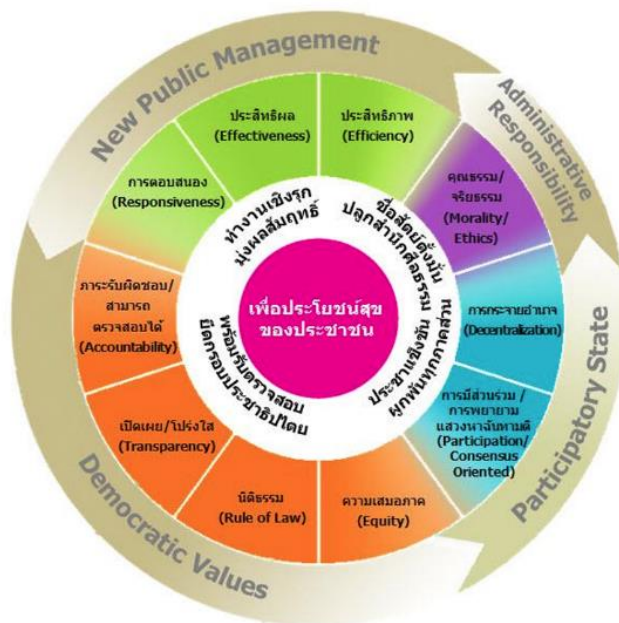 New Public Management
Administrative
Responsibility
Participatory State
Democratic Values
ประสิทธิผล
(Effectiveness)
ประสิทธิภาพ
(Efficiency)
คุณธรรม/
จริยธรรม
(Morality/
Ethics)
การกระจายอำนาจ
(Decentralization)
การมีส่วนร่วม /
การพยายาม
แสวงหาฉันทามติ
(Participation/
Consensus
Oriented)
ความเสมอภาค
(Equity)
นิติธรรม
(Rule of Law)
เปิดเผย/โปร่งใส
(Transparency)
ภาระรับผิดชอบ/
สามารถ
ตรวจสอบได้
(Accountability)
การตอบสนอง
(Responsiveness)
ทำงานเชิงรุก
มุ่งผลสัมฤทธิ์
ซื่อสัตย์ตั้งมั่น
ปลูกสำนึกศีลธรรม
ประชาแข็งขัน
ผูกพันทุกภาคส่วน
พร้อมรับตรวจสอบ
ยึดกรอบประชาธิปไตย
เพื่อประโยชน์สุข
ของประชาชน